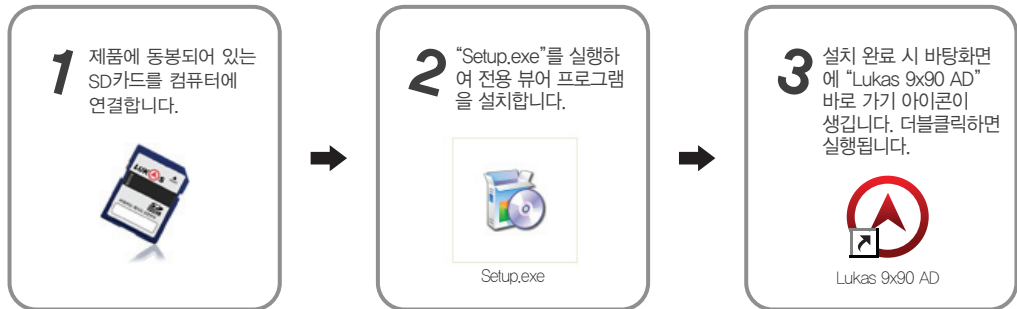 1
제품에 동봉되어 있는
SD카드를 컴퓨터에
연결합니다.
LUKAS
2
“Setup.exe”를 실행하
여 전용 뷰어 프로그램
을 설치합니다.
Setup.exe
3
설치 완료 시 바탕화면
에 “Lukas 9x90 AD”
바로 가기 아이콘이
생깁니다. 더블클릭하면
실행됩니다.
Lukas 9x90 AD